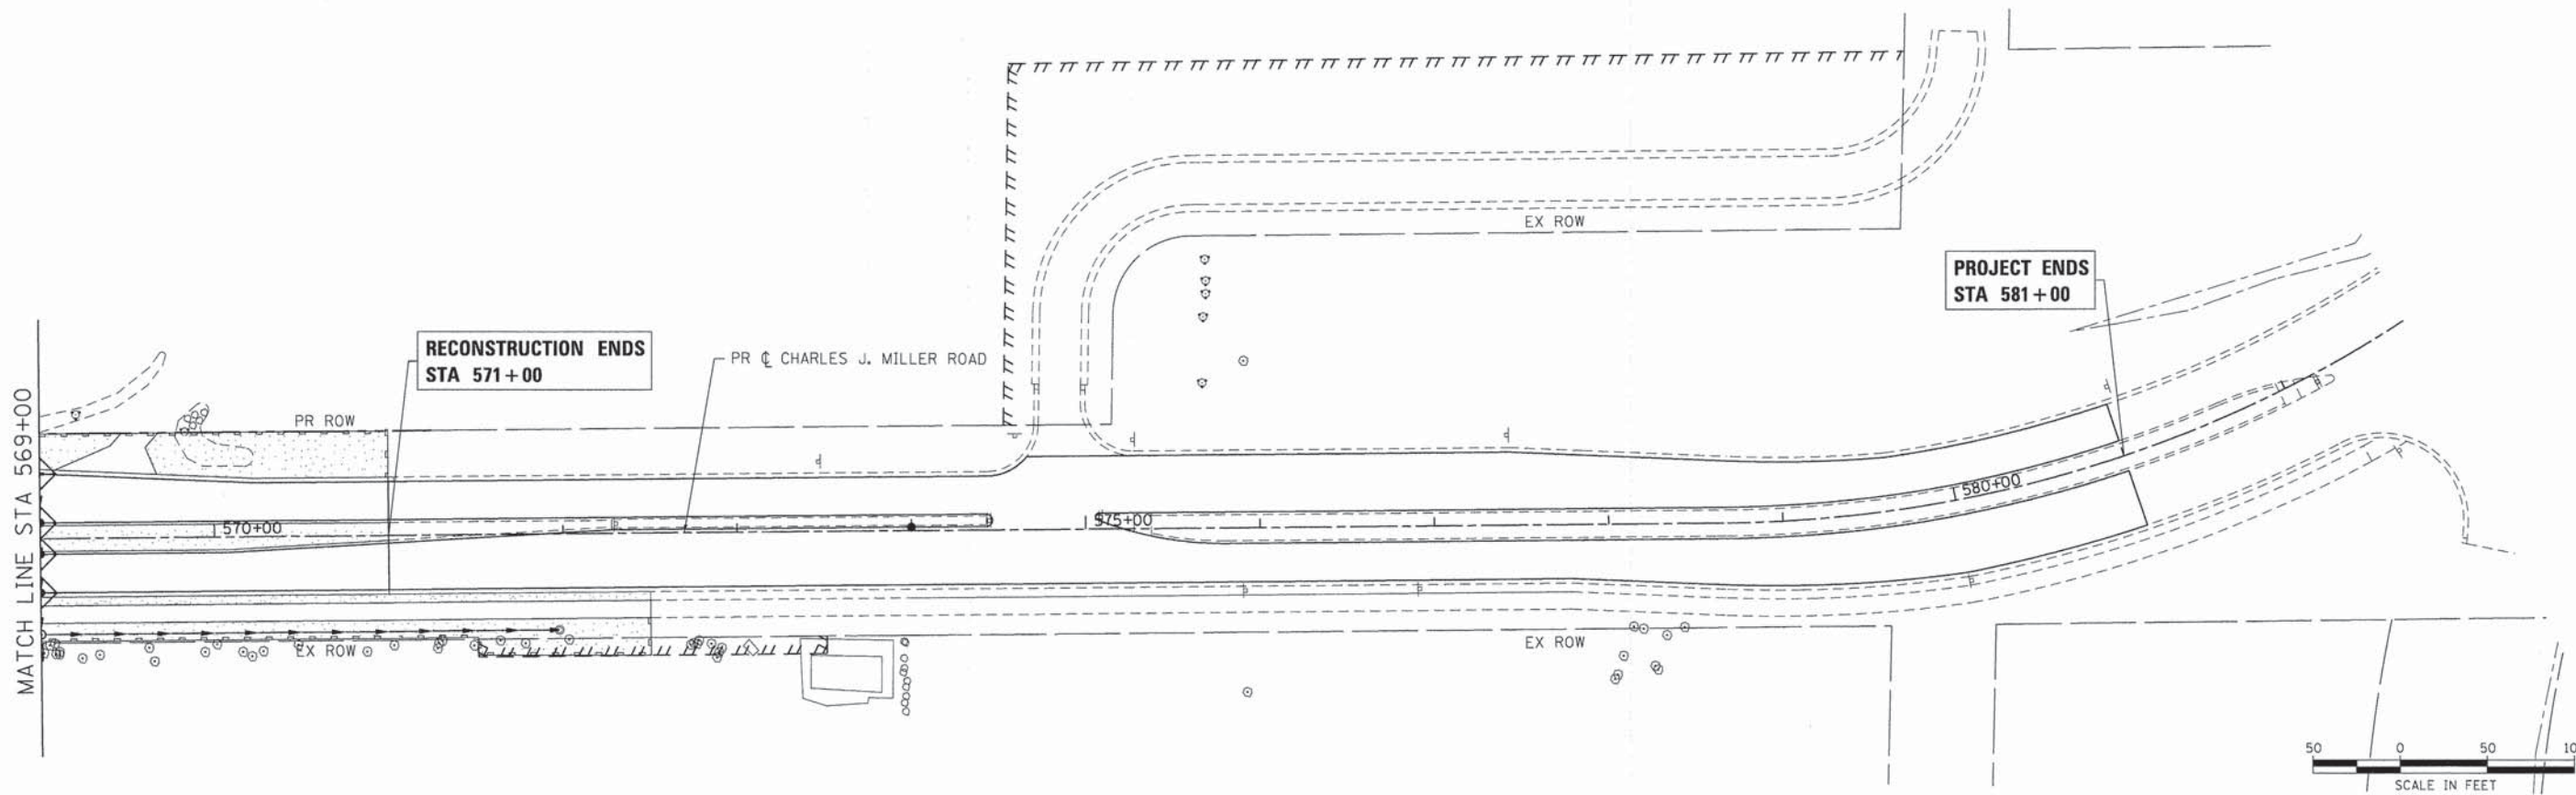 MATCH LINE STA 569+00
RECONSTRUCTION ENDS
STA 571+00
PR ℄ CHARLES J. MILLER ROAD
PROJECT ENDS
STA 581+00
PR ROW
EX ROW
570+00
575+00
580+00
EX ROW
EX ROW
50 0 50 10
SCALE IN FEET